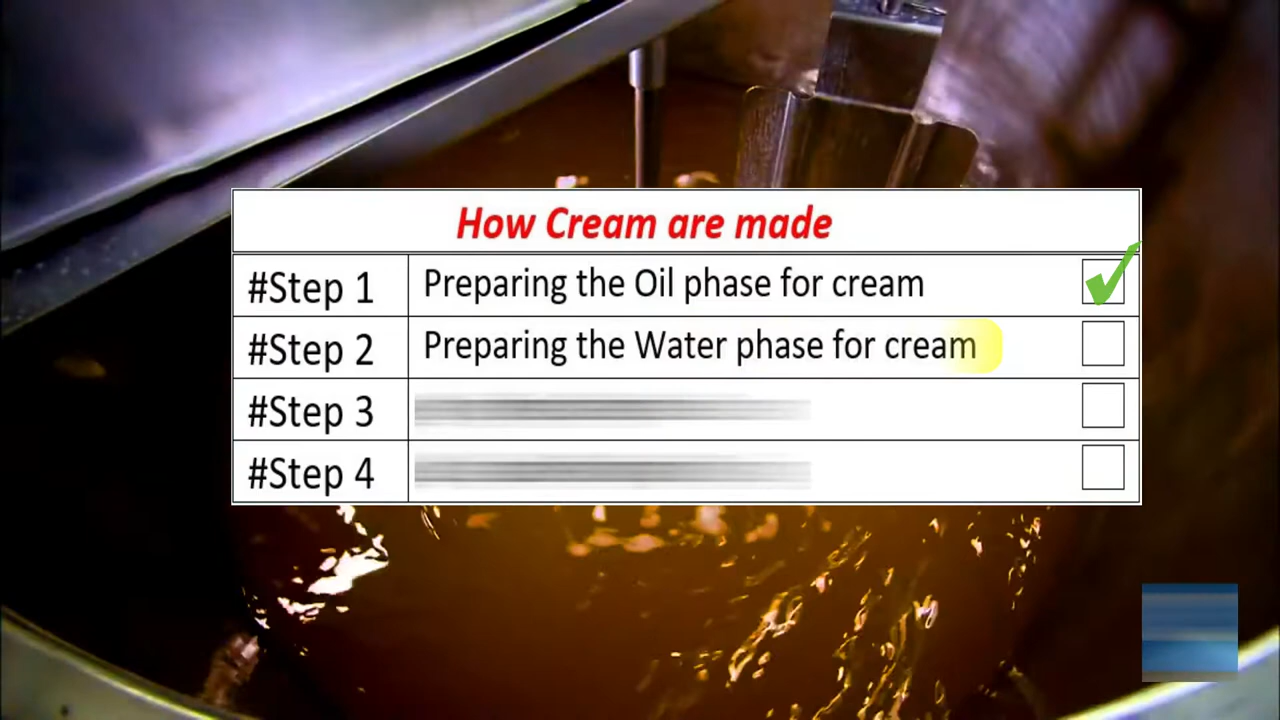 How Cream are made
#Step 1 Preparing the Oil phase for cream
#Step 2 Preparing the Water phase for cream
#Step 3
#Step 4